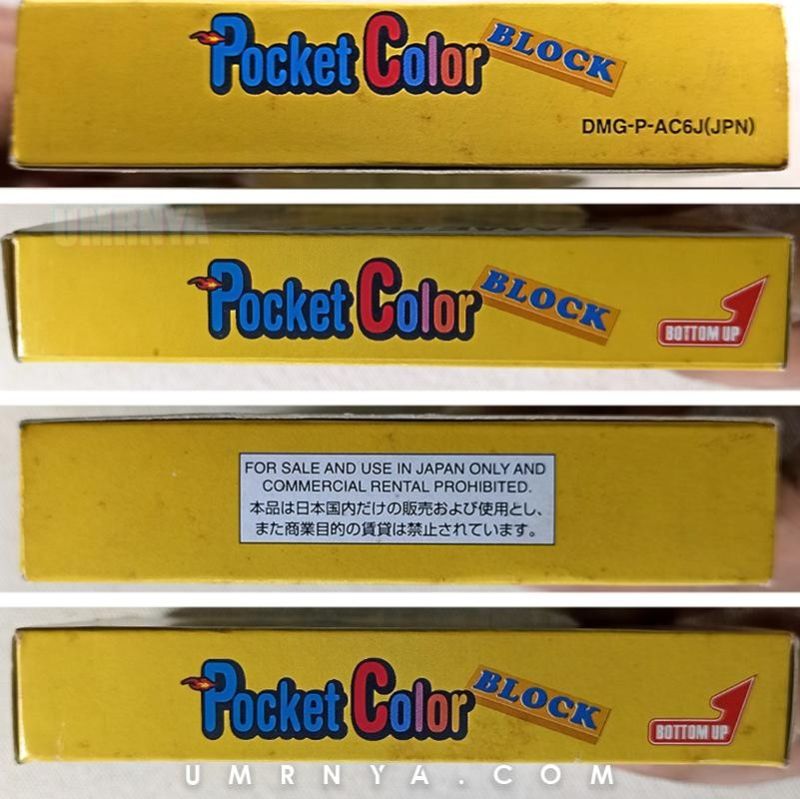 Pocket Color BLOCK
DMG-P-AC6J(JPN)
UMRNYA
Pocket Color BLOCK
BOTTOM UP
FOR SALE AND USE IN JAPAN ONLY AND
COMMERCIAL RENTAL PROHIBITED.
本品は日本国内だけの販売および使用とし、
また商業目的の賃貸は禁止されています。
Pocket Color BLOCK
BOTTOM UP
UMRNYA.COM